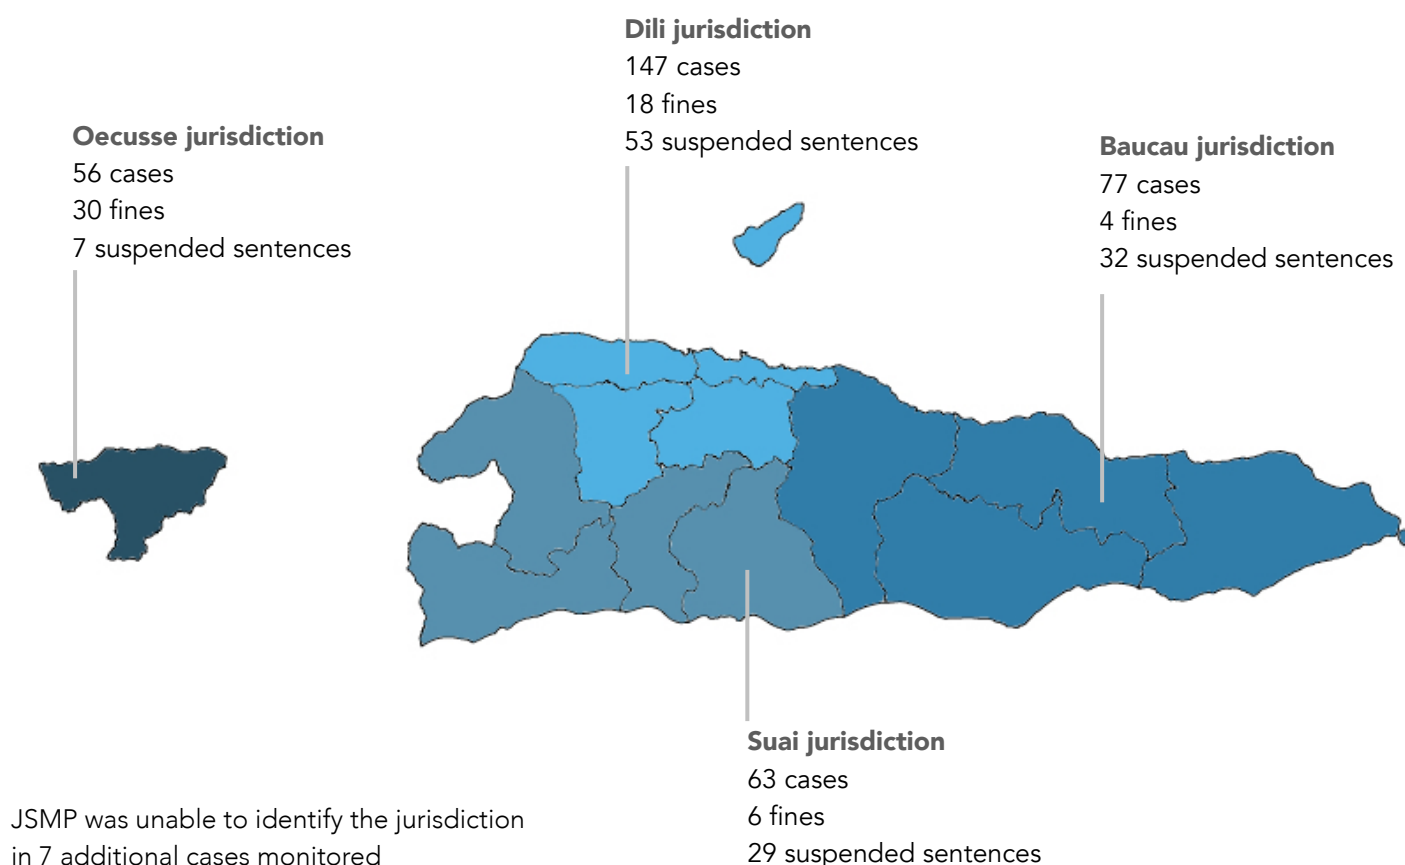 Dili jurisdiction
147 cases
18 fines
53 suspended sentences
Oecusse jurisdiction
56 cases
30 fines
7 suspended sentences
Baucau jurisdiction
77 cases
4 fines
32 suspended sentences
Suai jurisdiction
63 cases
6 fines
29 suspended sentences
JSMP was unable to identify the jurisdiction
in 7 additional cases monitored